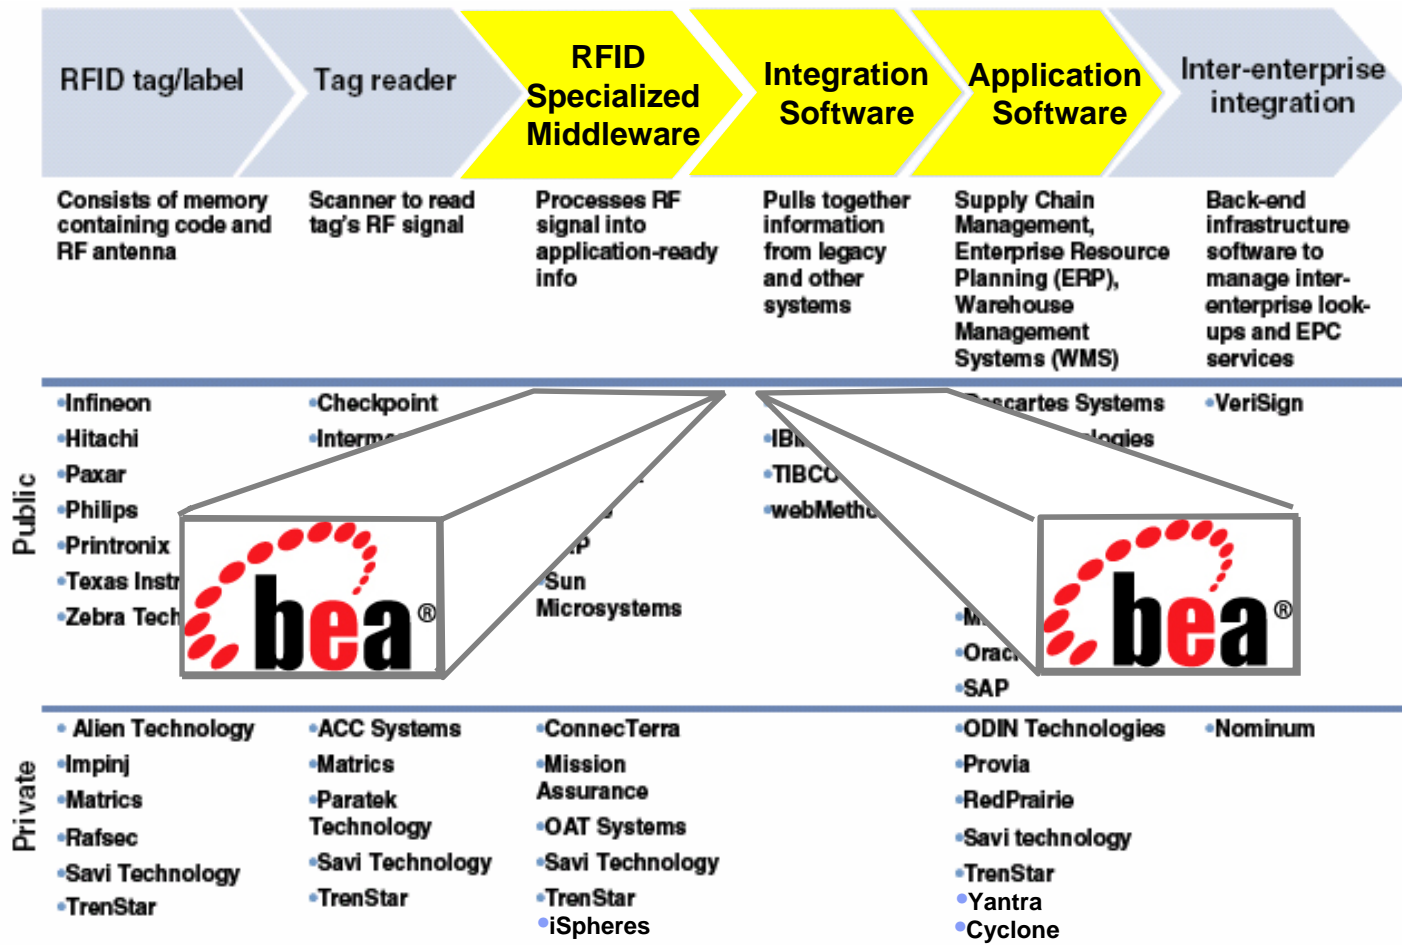 RFID tag/label
Tag reader
RFID
Specialized
Middleware
Integration
Software
Application
Software
Inter-enterprise
integration
Consists of memory
containing code and
RF antenna
Scanner to read
tag's RF signal
Processes RF
signal into
application-ready
info
Pulls together
information
from legacy
and other
systems
Supply Chain
Management,
Enterprise Resource
Planning (ERP),
Warehouse
Management
Systems (WMS)
Back-end
infrastructure
software to
manage inter-
enterprise look-
ups and EPC
services
Public
•Infineon
•Hitachi
•Paxar
•Philips
•Printronix
•Texas
•Zebra
•Checkpoint
•Sun
Microsystems
•TIBCO
Systems
•SAP
•VeriSign
bea®
bea®
Private
• Alien Technology
•Impinj
•Matrics
•Rafsec
•Savi Technology
•TrenStar
•ACC Systems
•Matrics
•Paratek
Technology
•Savi Technology
•TrenStar
•ConnecTerra
•Mission
Assurance
•OAT Systems
•Savi Technology
•TrenStar
•iSpheres
•ODIN Technologies
•Provia
•RedPrairie
•Savi technology
•TrenStar
•Yantra
•Cyclone
•Nominum